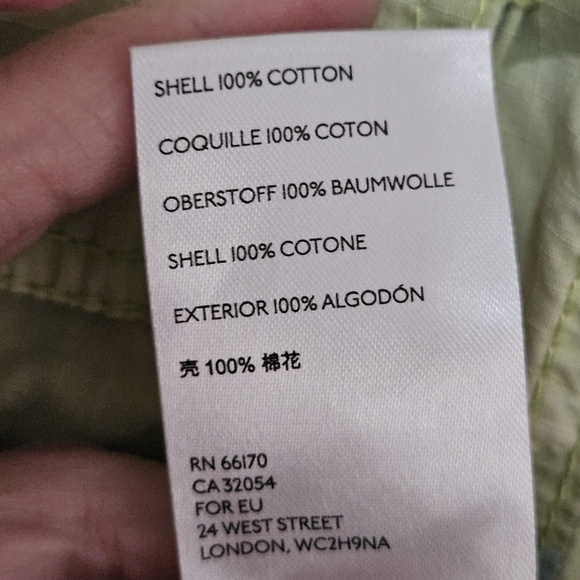 SHELL 100% COTTON
COQUILLE 100% COTON
OBERSTOFF 100% BAUMWOLLE
SHELL 100% COTONE
EXTERIOR 100% ALGODÓN
壳 100% 棉花
RN 66170
CA 32054
FOR EU
24 WEST STREET
LONDON, WC2H9NA